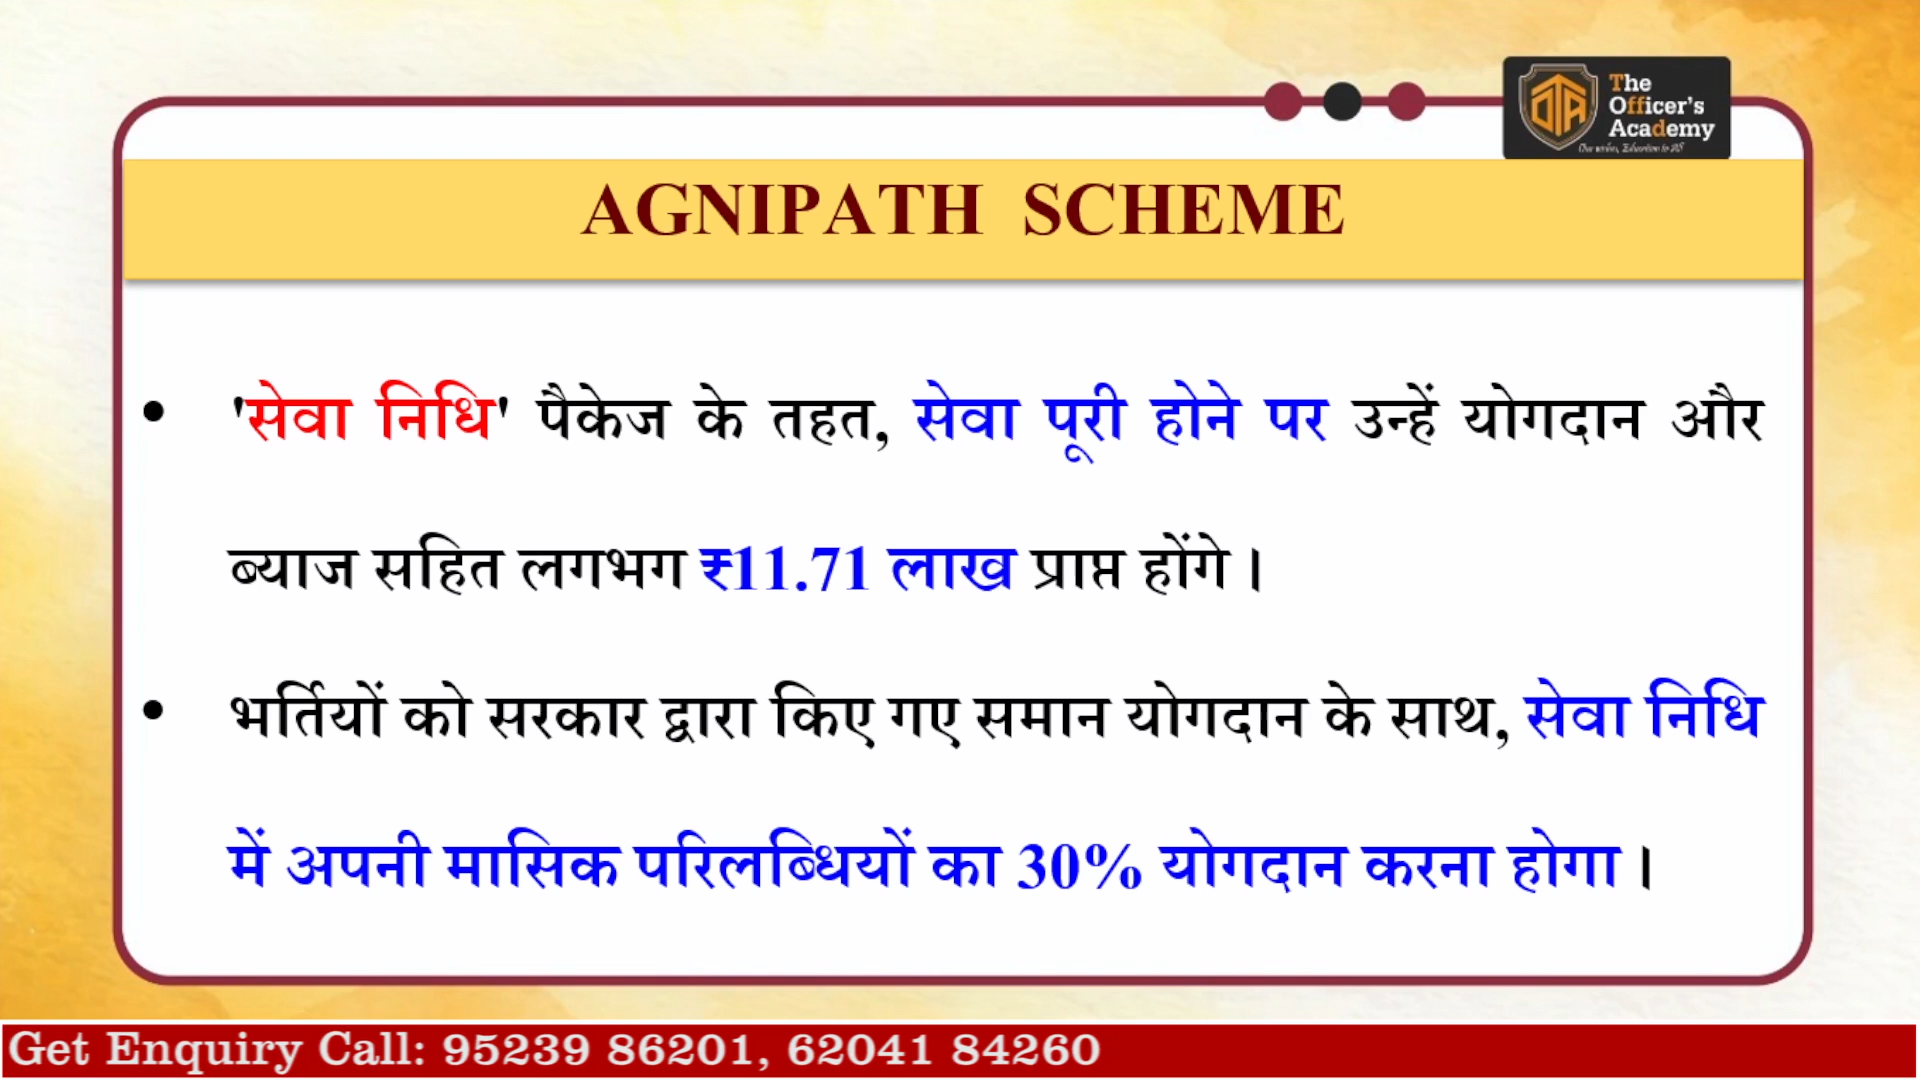 The
Officer's
Academy
AGNIPATH SCHEME
• 'सेवा निधि' पैकेज के तहत, सेवा पूरी होने पर उन्हें योगदान और
ब्याज सहित लगभग ₹11.71 लाख प्राप्त होंगे।
• भर्तियों को सरकार द्वारा किए गए समान योगदान के साथ, सेवा निधि
में अपनी मासिक परिलब्धियों का 30% योगदान करना होगा।
Get Enquiry Call: 95239 86201, 62041 84260